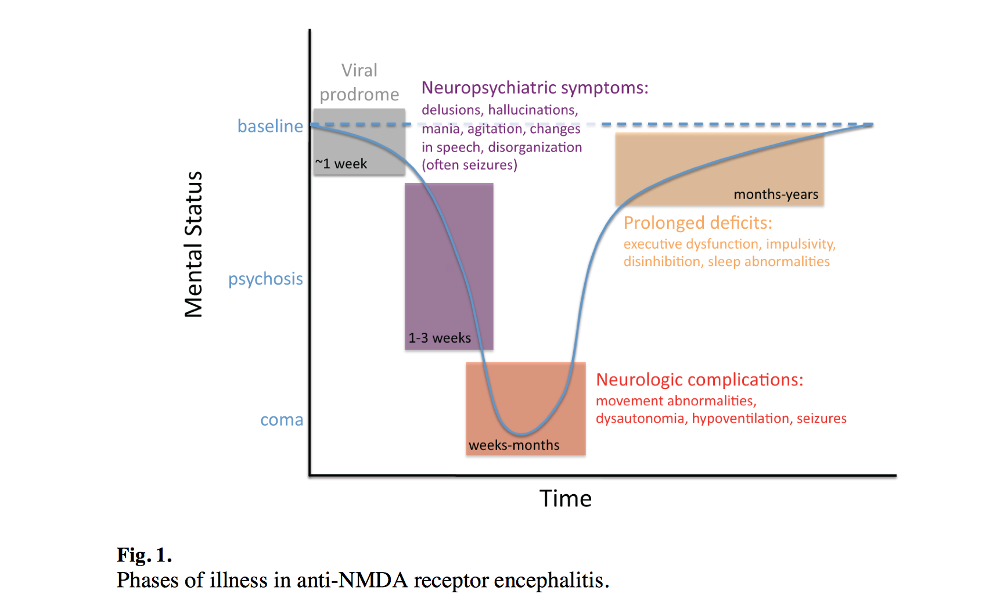 Viral
prodrome
Neuropsychiatric symptoms:
delusions, hallucinations,
mania, agitation, changes
in speech, disorganization
(often seizures)
baseline
~1 week
months-years
Prolonged deficits:
executive dysfunction, impulsivity,
disinhibition, sleep abnormalities
Mental Status
psychosis
1-3 weeks
Neurologic complications:
movement abnormalities,
dysautonomia, hypoventilation, seizures
coma
weeks-months
Time
Fig. 1.
Phases of illness in anti-NMDA receptor encephalitis.